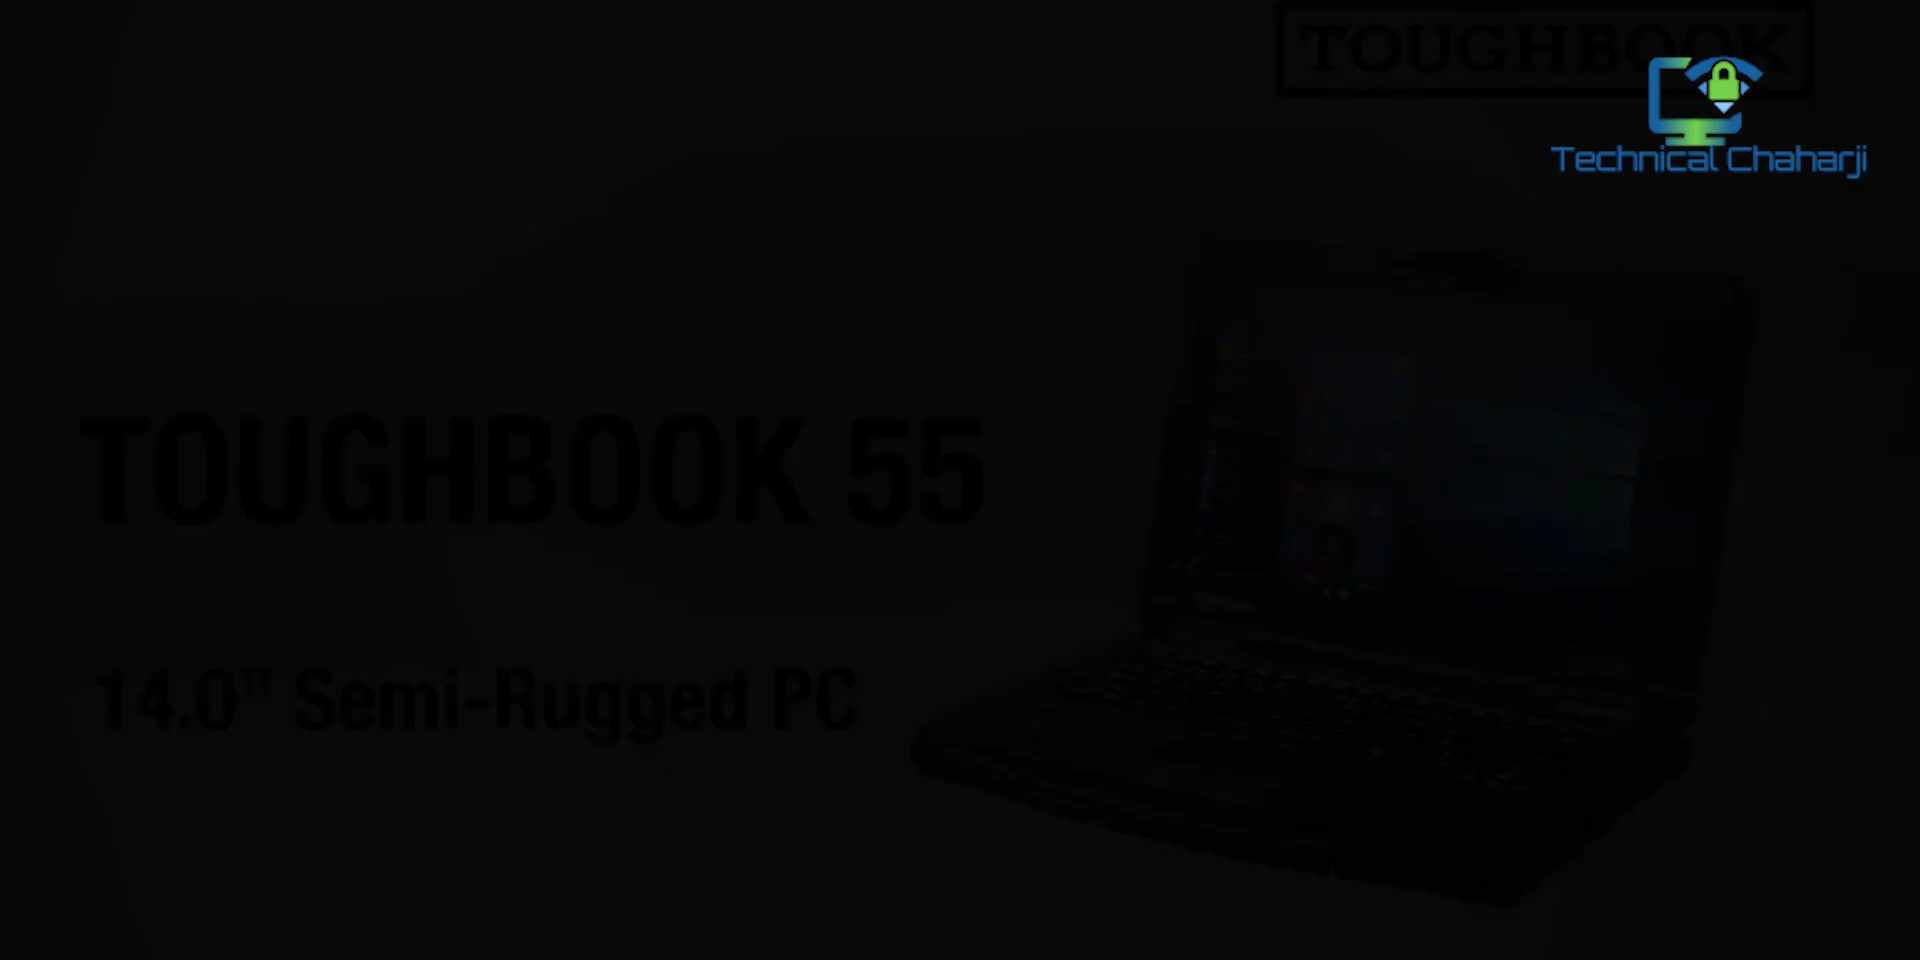 TOUGHBOOK
Technical Chaharji
TOUGHBOOK 55
14.0" Semi-Rugged PC